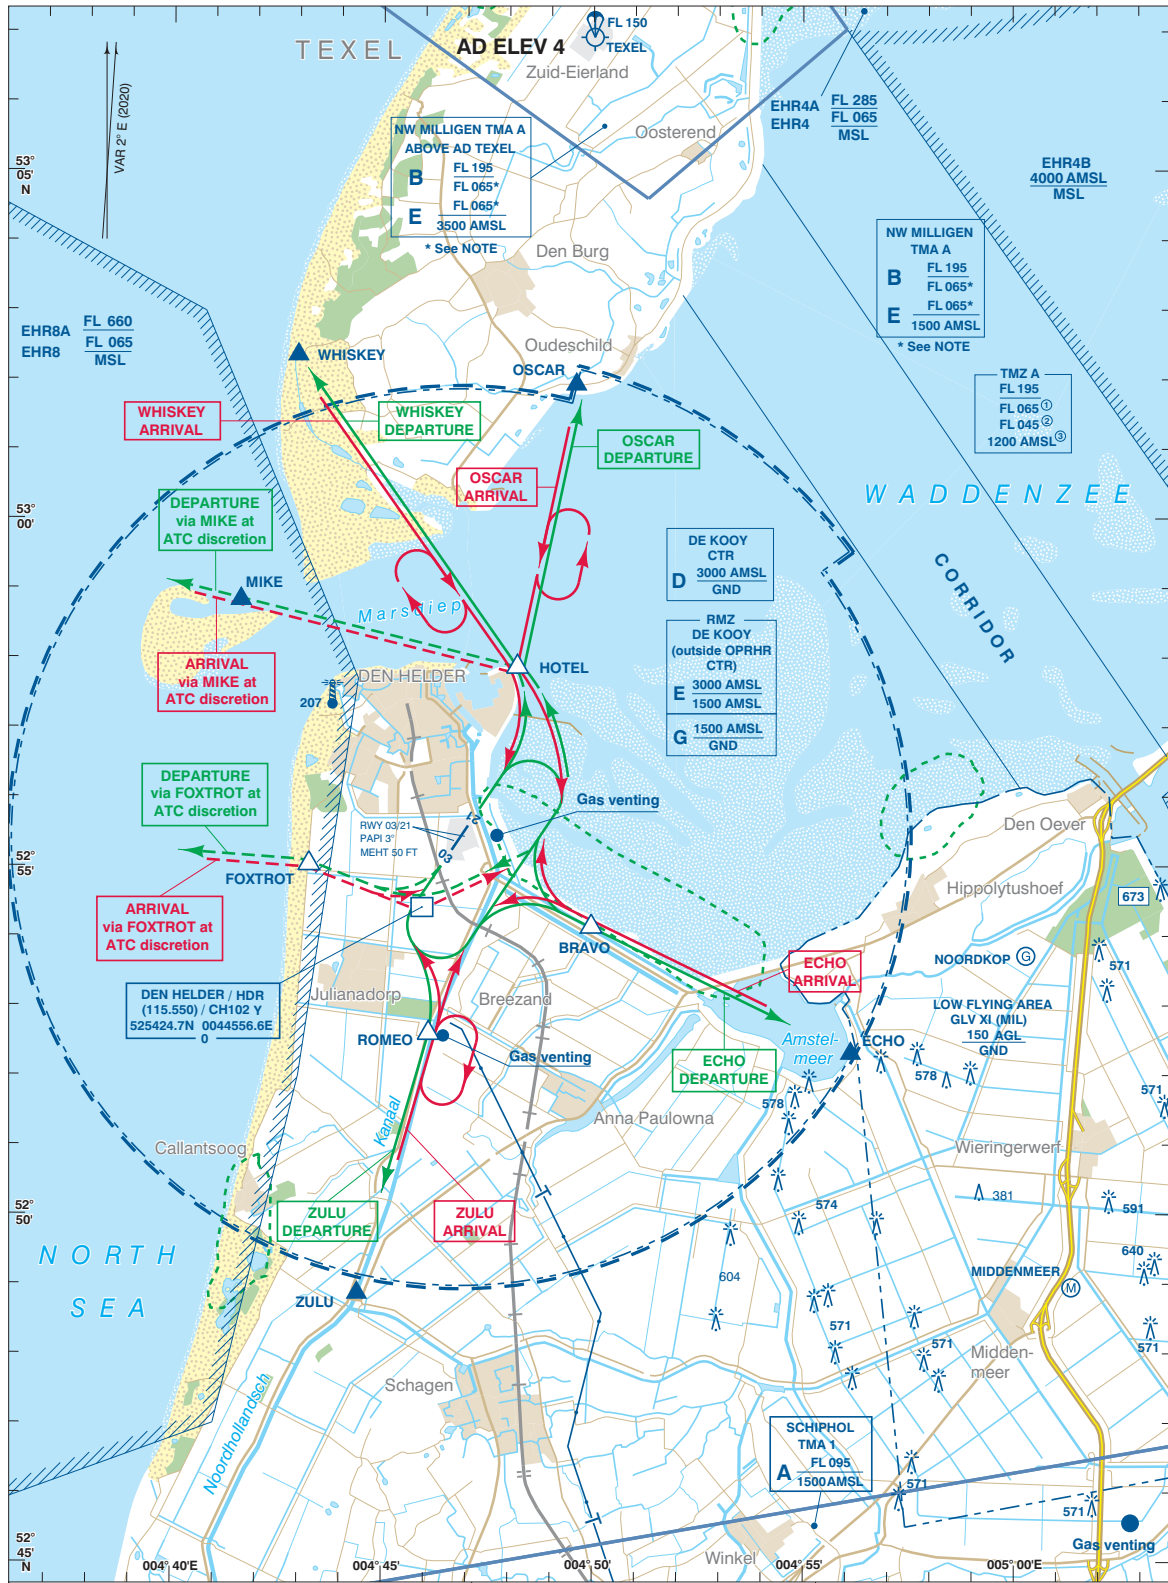 TEXEL
AD ELEV 4
FL 150
TEXEL
Zuid-Eierland
VAR 2° E (2020)
EHR4A
EHR4
FL 285
FL 065
MSL
NW MILLIGEN TMA A
ABOVE AD TEXEL
B
FL 195
FL 065*
E
FL 065*
3500 AMSL
* See NOTE
Oosterend
53°
05'
N
EHR4B
4000 AMSL
MSL
NW MILLIGEN
TMA A
B
FL 195
FL 065*
E
FL 065*
1500 AMSL
* See NOTE
Den Burg
EHR8A
EHR8
FL 660
FL 065
MSL
WHISKEY
Oudeschild
OSCAR
TMZ A
FL 195
FL 065①
FL 045②
1200 AMSL③
WHISKEY
ARRIVAL
WHISKEY
DEPARTURE
OSCAR
DEPARTURE
OSCAR
ARRIVAL
WADDENZEE
53°
00'
DEPARTURE
via MIKE at
ATC discretion
DE KOOY
CTR
D
3000 AMSL
GND
CORRIDOR
MIKE
Marsdiep
RMZ
DE KOOY
(outside OPRHR
CTR)
E
3000 AMSL
1500 AMSL
G
1500 AMSL
GND
ARRIVAL
via MIKE at
ATC discretion
HOTEL
DEN HELDER
207
DEPARTURE
via FOXTROT at
ATC discretion
Gas venting
RWY 03/21
PAPI 3°
MEHT 50 FT
21
03
Den Oever
52°
55'
FOXTROT
Hippolytushoef
673
ARRIVAL
via FOXTROT at
ATC discretion
BRAVO
ECHO
ARRIVAL
NOORDKOP G
571
DEN HELDER / HDR
(115.550) / CH102 Y
525424.7N 0044556.6E
0
Julianadorp
Breezand
LOW FLYING AREA
GLV XI (MIL)
150 AGL
GND
ROMEO
Gas venting
Amstel-
meer
ECHO
ECHO
DEPARTURE
578
578
571
Anna Paulowna
Kanaal
Callantsoog
Wieringerwerf
52°
50'
ZULU
DEPARTURE
ZULU
ARRIVAL
574
381
591
NORTH
SEA
640
604
MIDDENMEER
M
ZULU
571
571
571
Midden-
meer
Schagen
Noordhollandsch
SCHIPHOL
TMA 1
A
FL 095
1500 AMSL
571
571
Gas venting
Winkel
52°
45'
N
004° 40'E
004° 45'
004° 50'
004° 55'
005° 00'E